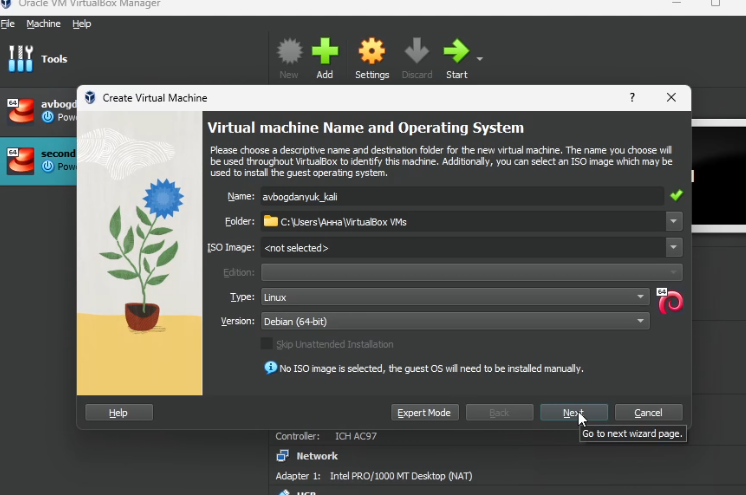 Oracle VM VirtualBox Manager
File Machine Help
Tools
New Add Settings Discard Start
64 avbogd
Pow
64 second
Pow
Create Virtual Machine
?
Virtual machine Name and Operating System
Please choose a descriptive name and destination folder for the new virtual machine. The name you choose will
be used throughout VirtualBox to identify this machine. Additionally, you can select an ISO image which may be
used to install the guest operating system.
Name: avbogdanyuk_kali
Folder: C:\Users\Анна\VirtualBox VMs
ISO Image: <not selected>
Edition:
Type: Linux
64
Version: Debian (64-bit)
Skip Unattended Installation
No ISO image is selected, the guest OS will need to be installed manually.
Help Expert Mode Back Next Cancel
Go to next wizard page.
Controller: ICH AC97
Network
Adapter 1: Intel PRO/1000 MT Desktop (NAT)
USB